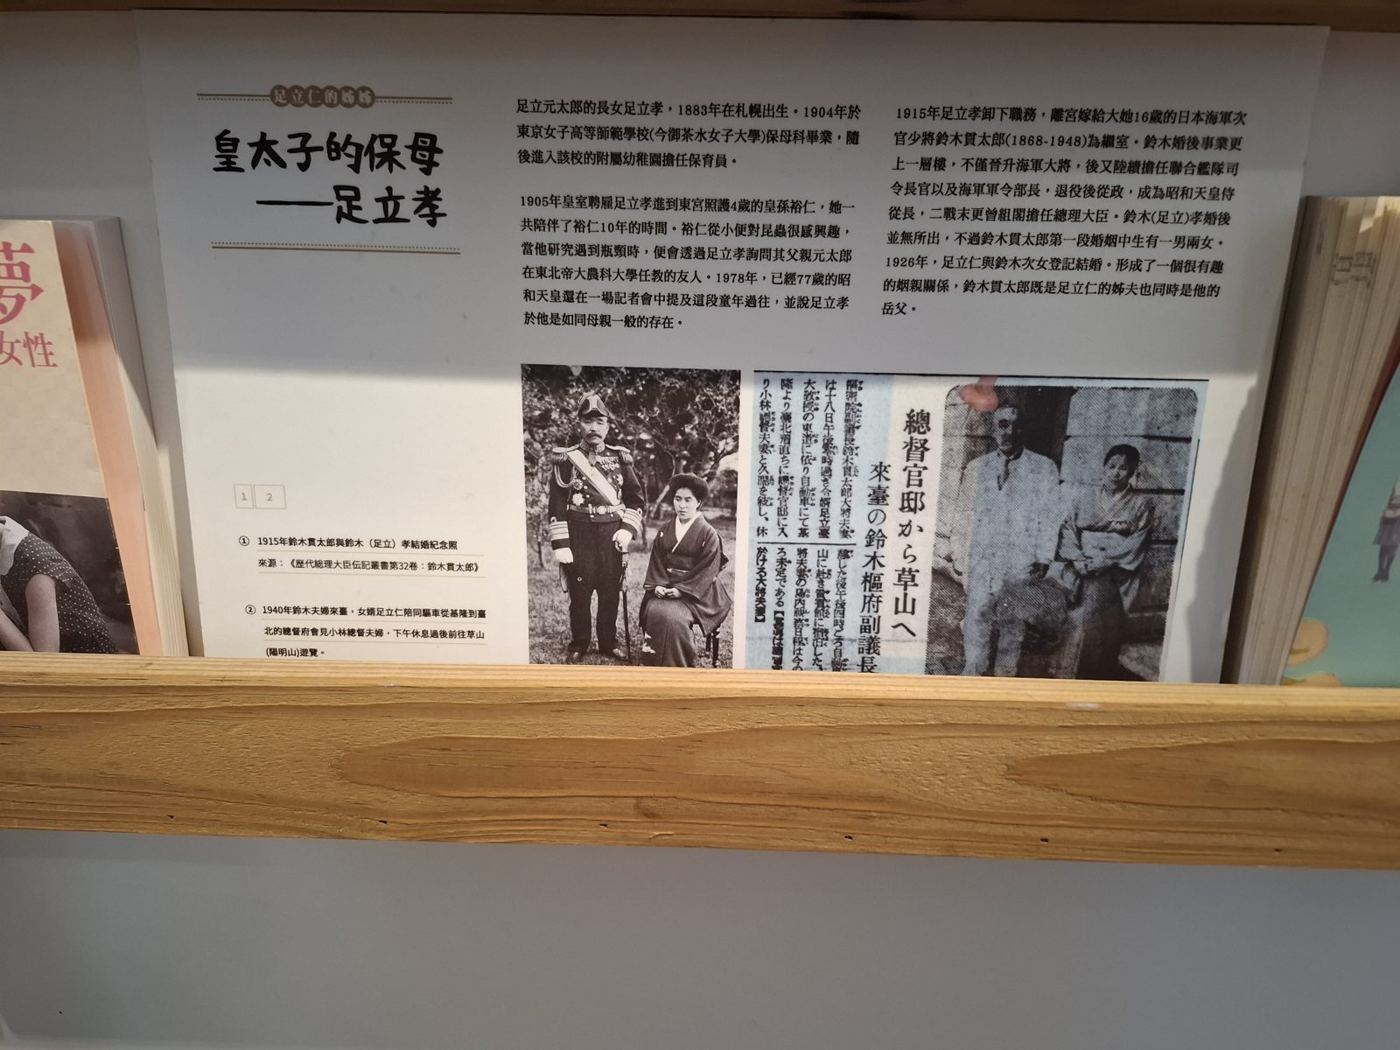 足立仁的姊姊
皇太子的保母
——足立孝
足立元太郎的長女足立孝，1883年在札幌出生。1904年於
東京女子高等師範學校(今御茶水女子大學)保母科畢業，隨
後進入該校的附屬幼稚園擔任保育員。
1905年皇室聘雇足立孝進到東宮照護4歲的皇孫裕仁，她一
共陪伴了裕仁10年的時間。裕仁從小便對昆蟲很感興趣，
當他研究遇到瓶頸時，便會透過足立孝詢問其父親元太郎
在東北帝大農科大學任教的友人。1978年，已經77歲的昭
和天皇還在一場記者會中提及這段童年過往，並說足立孝
於他是如同母親一般的存在。
1915年足立孝卸下職務，離宮嫁給大她16歲的日本海軍次
官少將鈴木貫太郎(1868-1948)為繼室。鈴木婚後事業更
上一層樓，不僅晉升海軍大將，後又陸續擔任聯合艦隊司
令長官以及海軍軍令部長，退役後從政，成為昭和天皇侍
從長，二戰末更曾組閣擔任總理大臣。鈴木(足立)孝婚後
並無所出，不過鈴木貫太郎第一段婚姻中生有一男兩女。
1926年，足立仁與鈴木次女登記結婚。形成了一個很有趣
的姻親關係，鈴木貫太郎既是足立仁的姊夫也同時是他的
岳父。
1 2
① 1915年鈴木貫太郎與鈴木（足立）孝結婚紀念照
來源：《歷代総理大臣伝記叢書第32卷：鈴木貫太郎》
② 1940年鈴木夫婦來臺，女婿足立仁陪同驅車從基隆到臺
北的總督府會見小林總督夫婦，下午休息過後前往草山
(陽明山)遊覽。
總督官邸から草山へ
來臺の鈴木樞府副議長
夢
女性